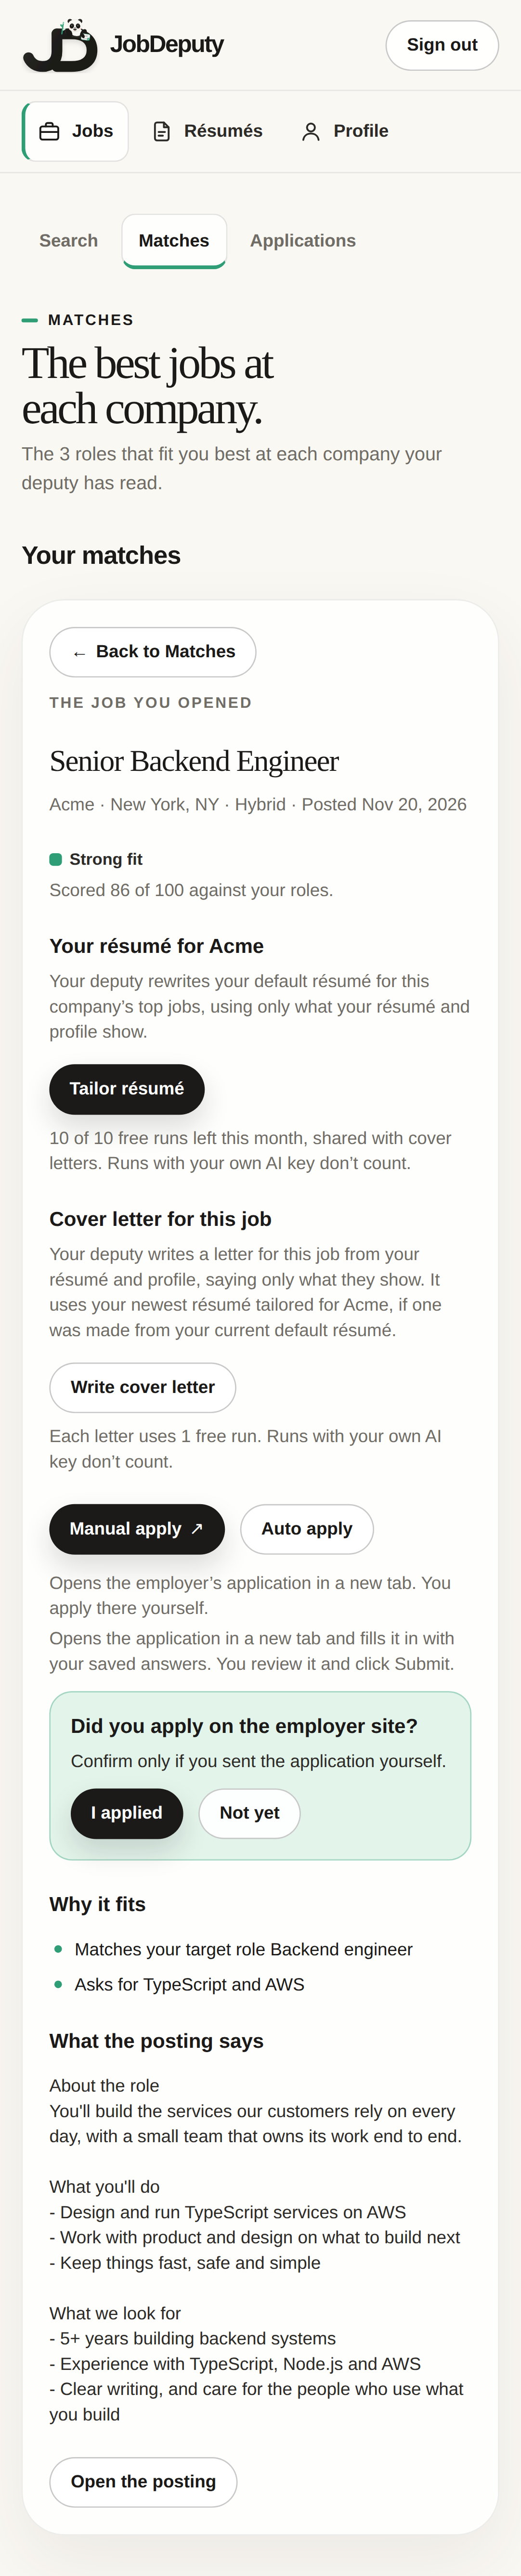 JobDeputy
Sign out
Jobs
Résumés
Profile
Search
Matches
Applications
MATCHES
The best jobs at
each company.
The 3 roles that fit you best at each company your
deputy has read.
Your matches
← Back to Matches
THE JOB YOU OPENED
Senior Backend Engineer
Acme · New York, NY · Hybrid · Posted Nov 20, 2026
Strong fit
Scored 86 of 100 against your roles.
Your résumé for Acme
Your deputy rewrites your default résumé for this
company’s top jobs, using only what your résumé and
profile show.
Tailor résumé
10 of 10 free runs left this month, shared with cover
letters. Runs with your own AI key don’t count.
Cover letter for this job
Your deputy writes a letter for this job from your
résumé and profile, saying only what they show. It
uses your newest résumé tailored for Acme, if one
was made from your current default résumé.
Write cover letter
Each letter uses 1 free run. Runs with your own AI
key don’t count.
Manual apply ↗
Auto apply
Opens the employer’s application in a new tab. You
apply there yourself.
Opens the application in a new tab and fills it in with
your saved answers. You review it and click Submit.
Did you apply on the employer site?
Confirm only if you sent the application yourself.
I applied
Not yet
Why it fits
Matches your target role Backend engineer
Asks for TypeScript and AWS
What the posting says
About the role
You'll build the services our customers rely on every
day, with a small team that owns its work end to end.
What you'll do
- Design and run TypeScript services on AWS
- Work with product and design on what to build next
- Keep things fast, safe and simple
What we look for
- 5+ years building backend systems
- Experience with TypeScript, Node.js and AWS
- Clear writing, and care for the people who use what
you build
Open the posting